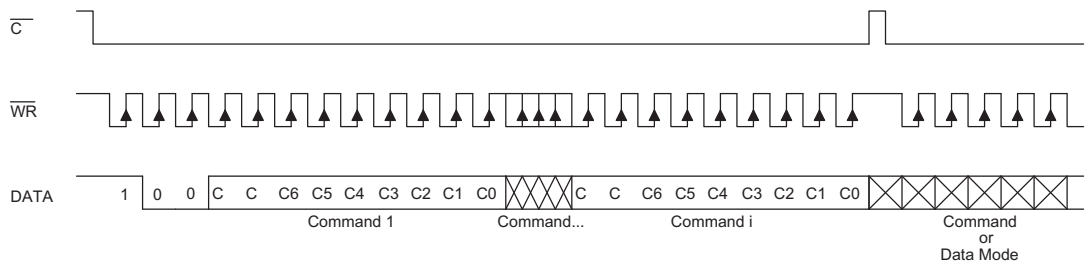 C
WR
DATA 1 0 0 C C C6 C5 C4 C3 C2 C1 C0 C C C6 C5 C4 C3 C2 C1 C0
Command 1 Command... Command i Command
or
Data Mode